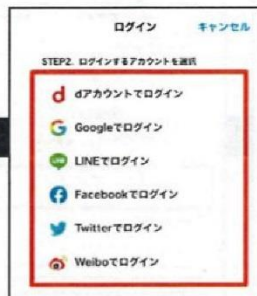 ログイン
キャンセル
STEP2. ログインするアカウントを選択
dアカウントでログイン
Googleでログイン
LINEでログイン
Facebookでログイン
Twitterでログイン
Weiboでログイン